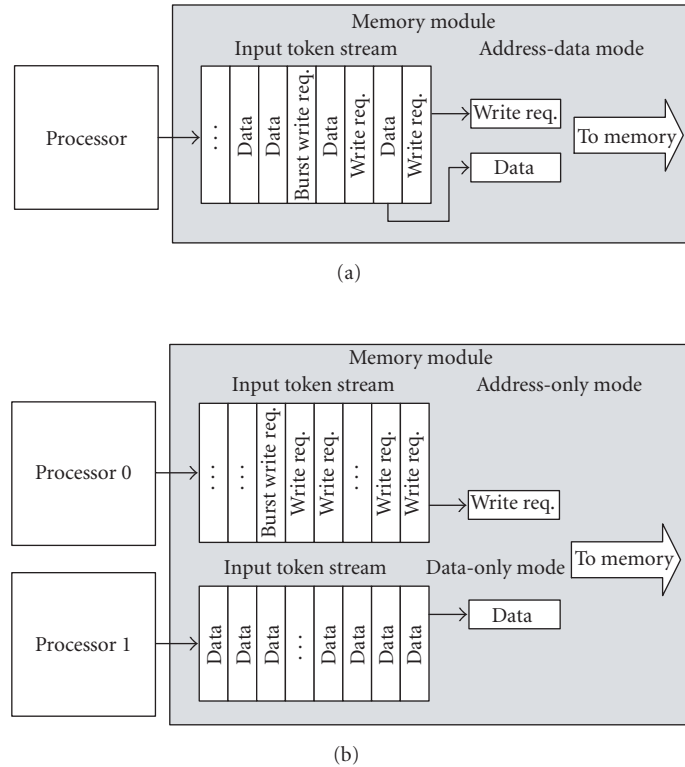 Memory module
Input token stream
Address-data mode
Processor
. . .
Data
Data
Burst write req.
Data
Write req.
Data
Write req.
Write req.
Data
To memory
(a)
Memory module
Input token stream
Address-only mode
Processor 0
. . .
. . .
Burst write req.
Write req.
Write req.
. . .
Write req.
Write req.
Write req.
Input token stream
Data-only mode
To memory
Processor 1
Data
Data
Data
. . .
Data
Data
Data
Data
Data
(b)